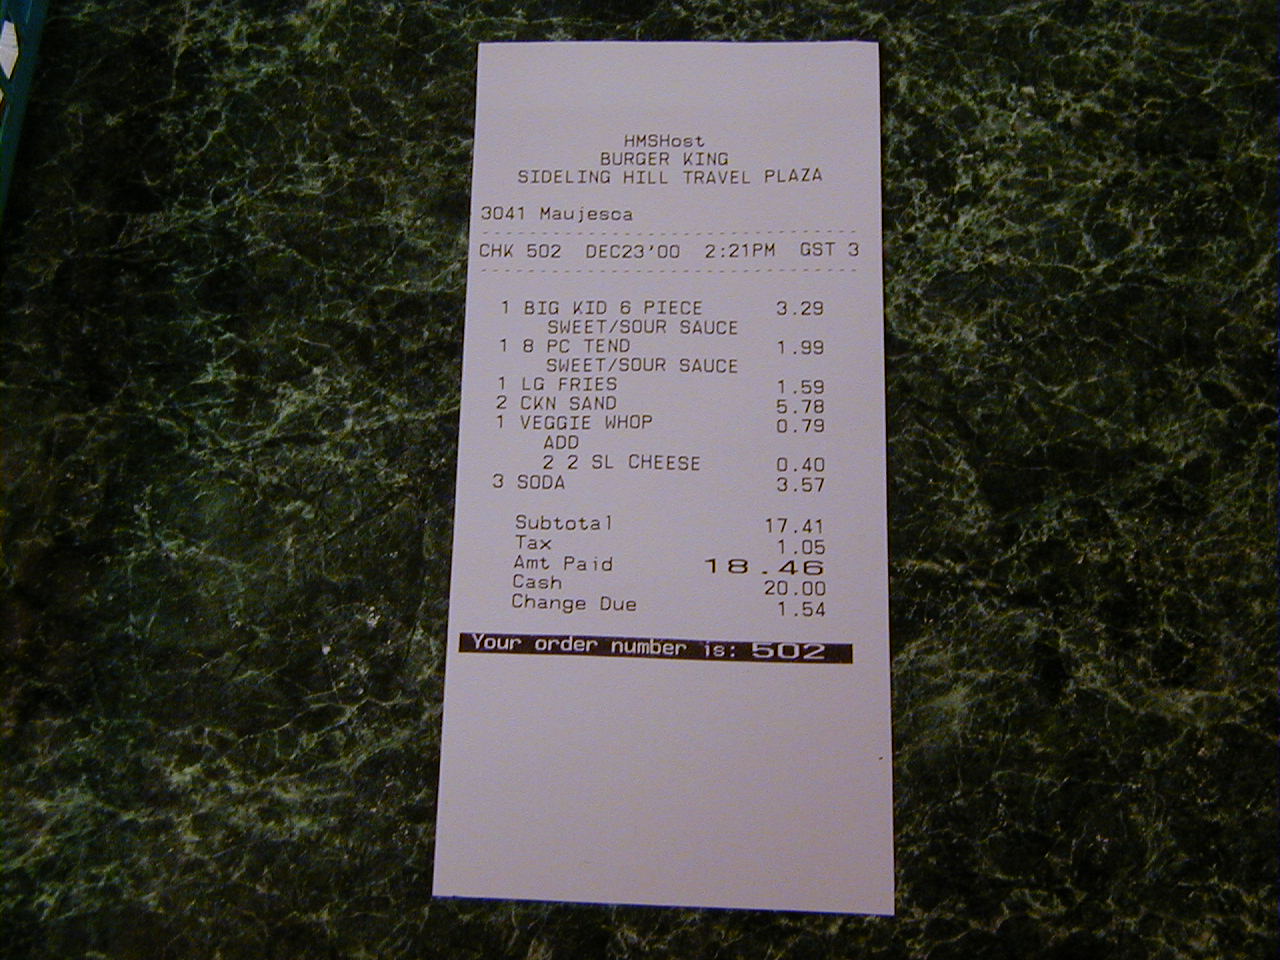 HMSHost
BURGER KING
SIDELING HILL TRAVEL PLAZA
3041 Maujesca
CHK 502 DEC23'00 2:21PM GST 3
1 BIG KID 6 PIECE 3.29
SWEET/SOUR SAUCE
1 8 PC TEND 1.99
SWEET/SOUR SAUCE
1 LG FRIES 1.59
2 CKN SAND 5.78
1 VEGGIE WHOP 0.79
ADD
2 2 SL CHEESE 0.40
3 SODA 3.57
Subtotal 17.41
Tax 1.05
Amt Paid 18.46
Cash 20.00
Change Due 1.54
Your order number is: 502